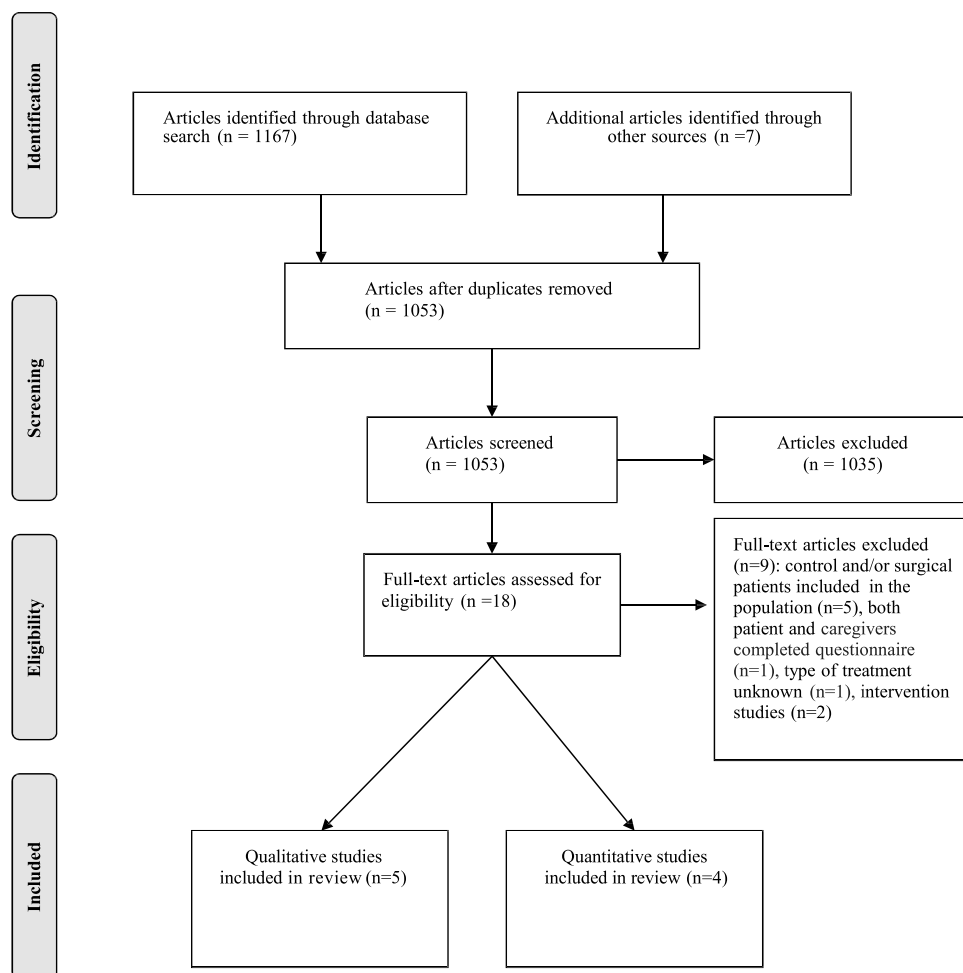 Identification
Articles identified through database
search (n = 1167)
Additional articles identified through
other sources (n =7)
Articles after duplicates removed
(n = 1053)
Screening
Articles screened
(n = 1053)
Articles excluded
(n = 1035)
Eligibility
Full-text articles assessed for
eligibility (n =18)
Full-text articles excluded
(n=9): control and/or surgical
patients included in the
population (n=5), both
patient and caregivers
completed questionnaire
(n=1), type of treatment
unknown (n=1), intervention
studies (n=2)
Included
Qualitative studies
included in review (n=5)
Quantitative studies
included in review (n=4)